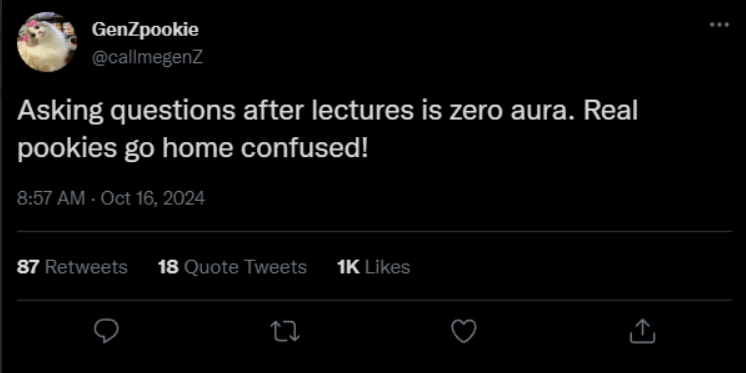 GenZpookie
@callmegenZ
Asking questions after lectures is zero aura. Real
pookies go home confused!
8:57 AM · Oct 16, 2024
87 Retweets 18 Quote Tweets 1K Likes